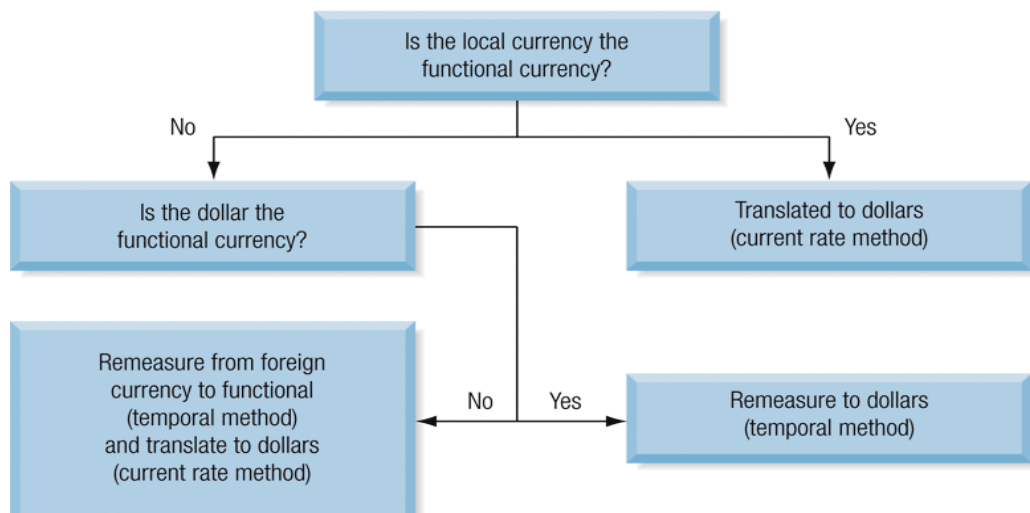 Is the local currency the
functional currency?
No
Yes
Is the dollar the
functional currency?
Translated to dollars
(current rate method)
Remeasure from foreign
currency to functional
(temporal method)
and translate to dollars
(current rate method)
No
Yes
Remeasure to dollars
(temporal method)